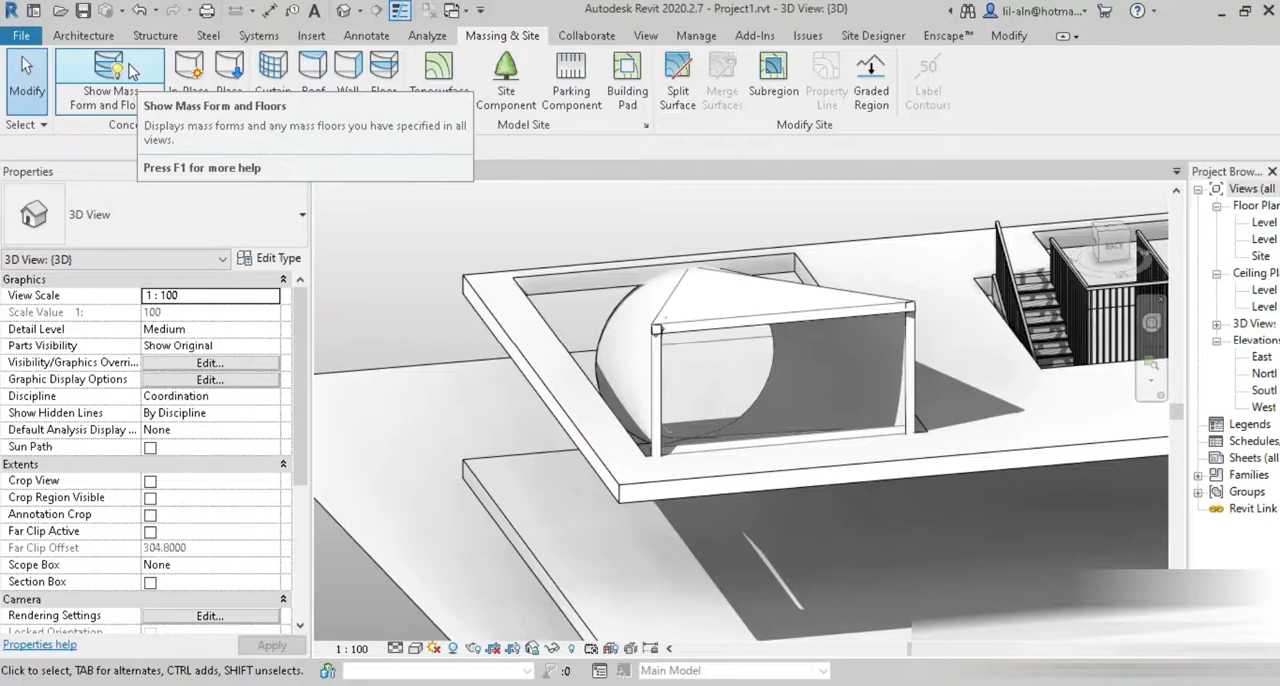 Autodesk Revit 2020.2.7 - Project1.rvt - 3D View: {3D}
lil-aln@hotma...
File Architecture Structure Steel Systems Insert Annotate Analyze Massing & Site Collaborate View Manage Add-Ins Issues Site Designer Enscape™ Modify
Modify
Show Mass
Form and Flo
Site
Component
Parking
Component
Building
Pad
Split
Surface
Merge
Surfaces
Subregion
Property
Line
Graded
Region
50
Label
Contours
Select
Conc
Model Site
Modify Site
Show Mass Form and Floors
Displays mass forms and any mass floors you have specified in all
views.
Press F1 for more help
Properties
3D View
3D View: {3D}
Edit Type
Graphics
View Scale 1 : 100
Scale Value 1: 100
Detail Level Medium
Parts Visibility Show Original
Visibility/Graphics Overri... Edit...
Graphic Display Options Edit...
Discipline Coordination
Show Hidden Lines By Discipline
Default Analysis Display ... None
Sun Path
Extents
Crop View
Crop Region Visible
Annotation Crop
Far Clip Active
Far Clip Offset 304.8000
Scope Box None
Section Box
Camera
Rendering Settings Edit...
Locked Orientation
Properties help
Apply
BACK
Project Brow...
Views (all
Floor Plan
Level
Level
Site
Ceiling Pl
Level
Level
3D Views
Elevations
East
North
South
West
Legends
Schedules,
Sheets (all
Families
Groups
Revit Link
1 : 100
Click to select, TAB for alternates, CTRL adds, SHIFT unselects.
:0
Main Model